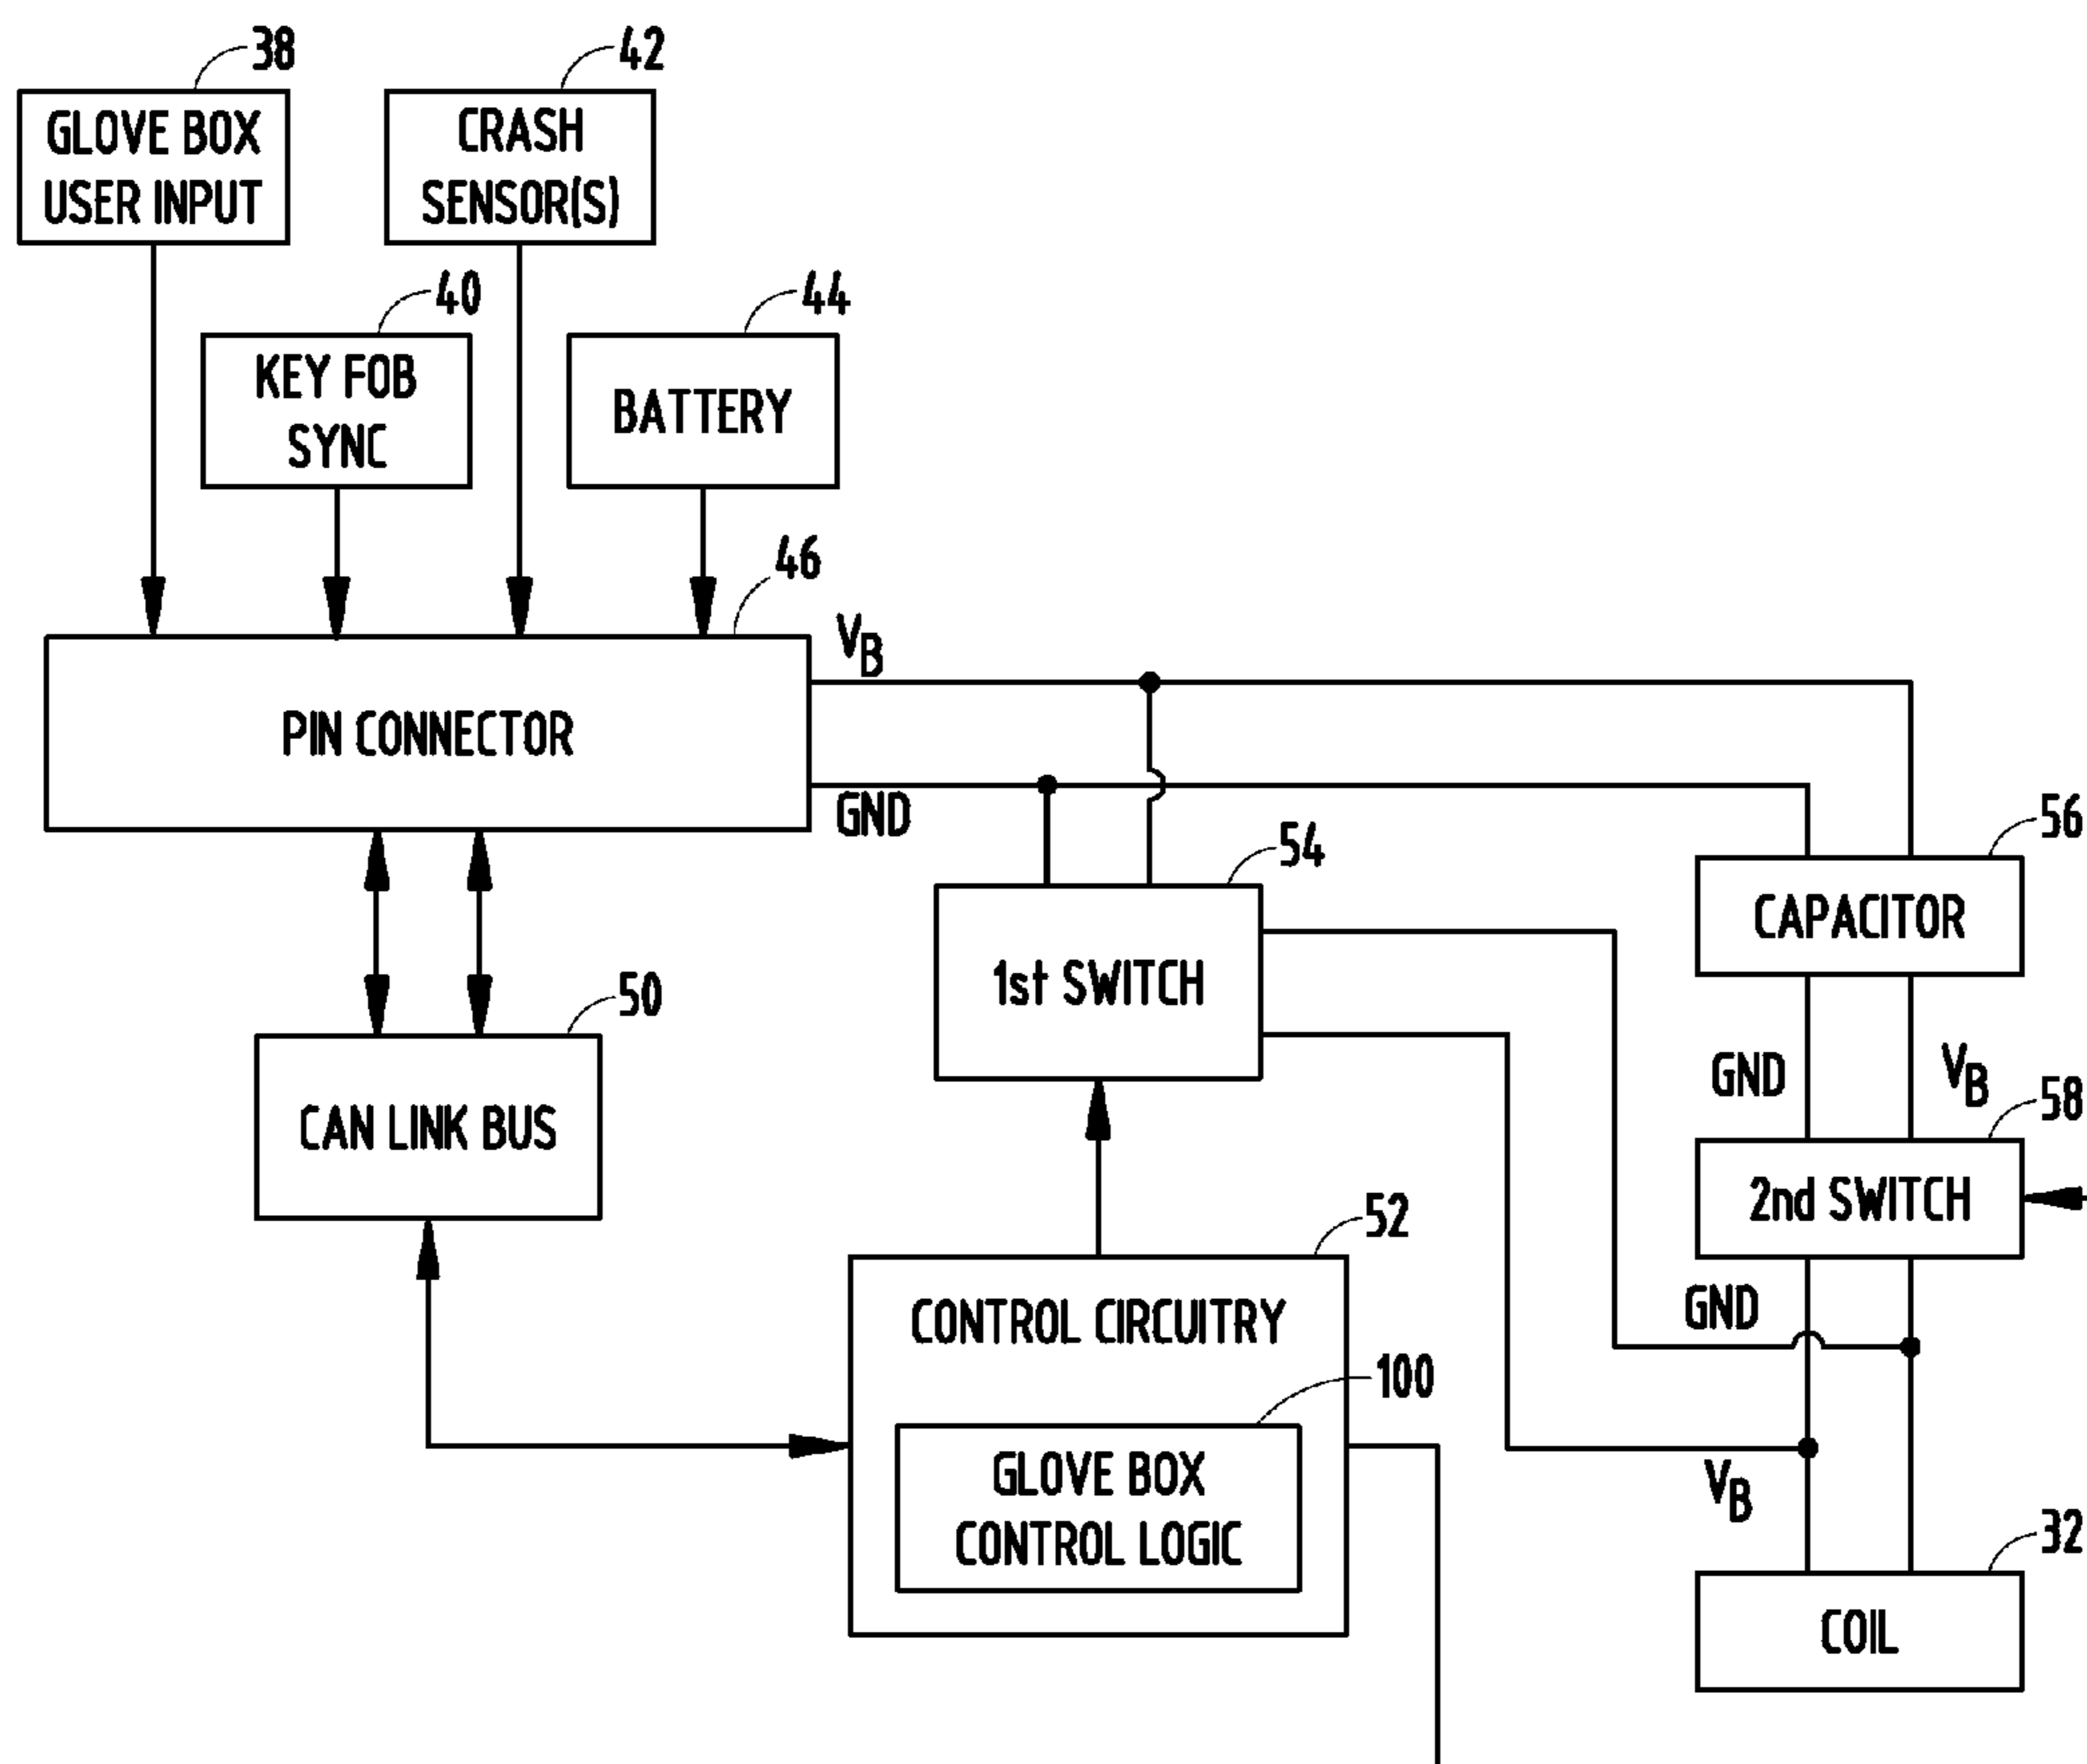 38
42
GLOVE BOX
USER INPUT
CRASH
SENSOR(S)
40
44
KEY FOB
SYNC
BATTERY
46
VB
PIN CONNECTOR
GND
54
56
CAPACITOR
1st SWITCH
50
GND
VB
58
CAN LINK BUS
2nd SWITCH
52
GND
CONTROL CIRCUITRY
100
GLOVE BOX
CONTROL LOGIC
VB
32
COIL